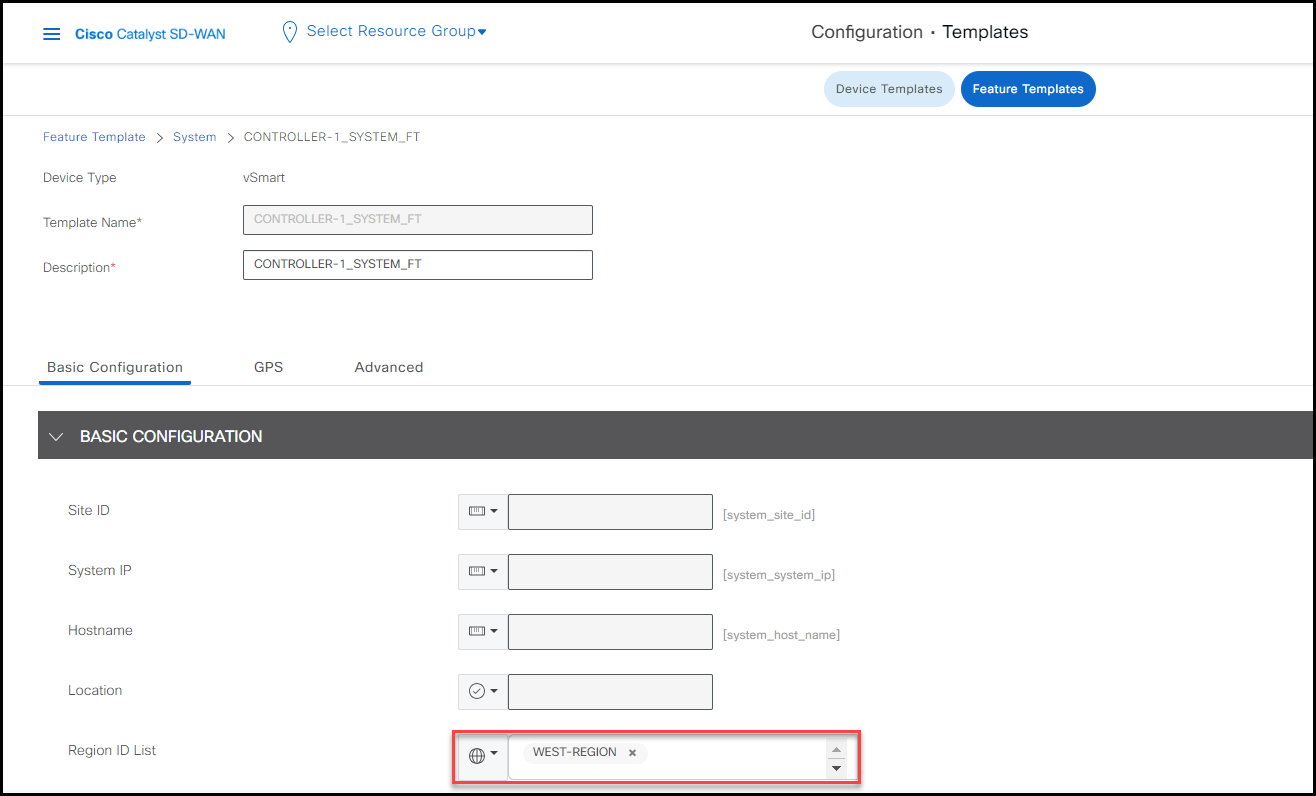 Cisco Catalyst SD-WAN
Select Resource Group
Configuration · Templates
Device Templates
Feature Templates
Feature Template > System > CONTROLLER-1_SYSTEM_FT
Device Type vSmart
Template Name* CONTROLLER-1_SYSTEM_FT
Description* CONTROLLER-1_SYSTEM_FT
Basic Configuration GPS Advanced
BASIC CONFIGURATION
Site ID [system_site_id]
System IP [system_system_ip]
Hostname [system_host_name]
Location
Region ID List WEST-REGION